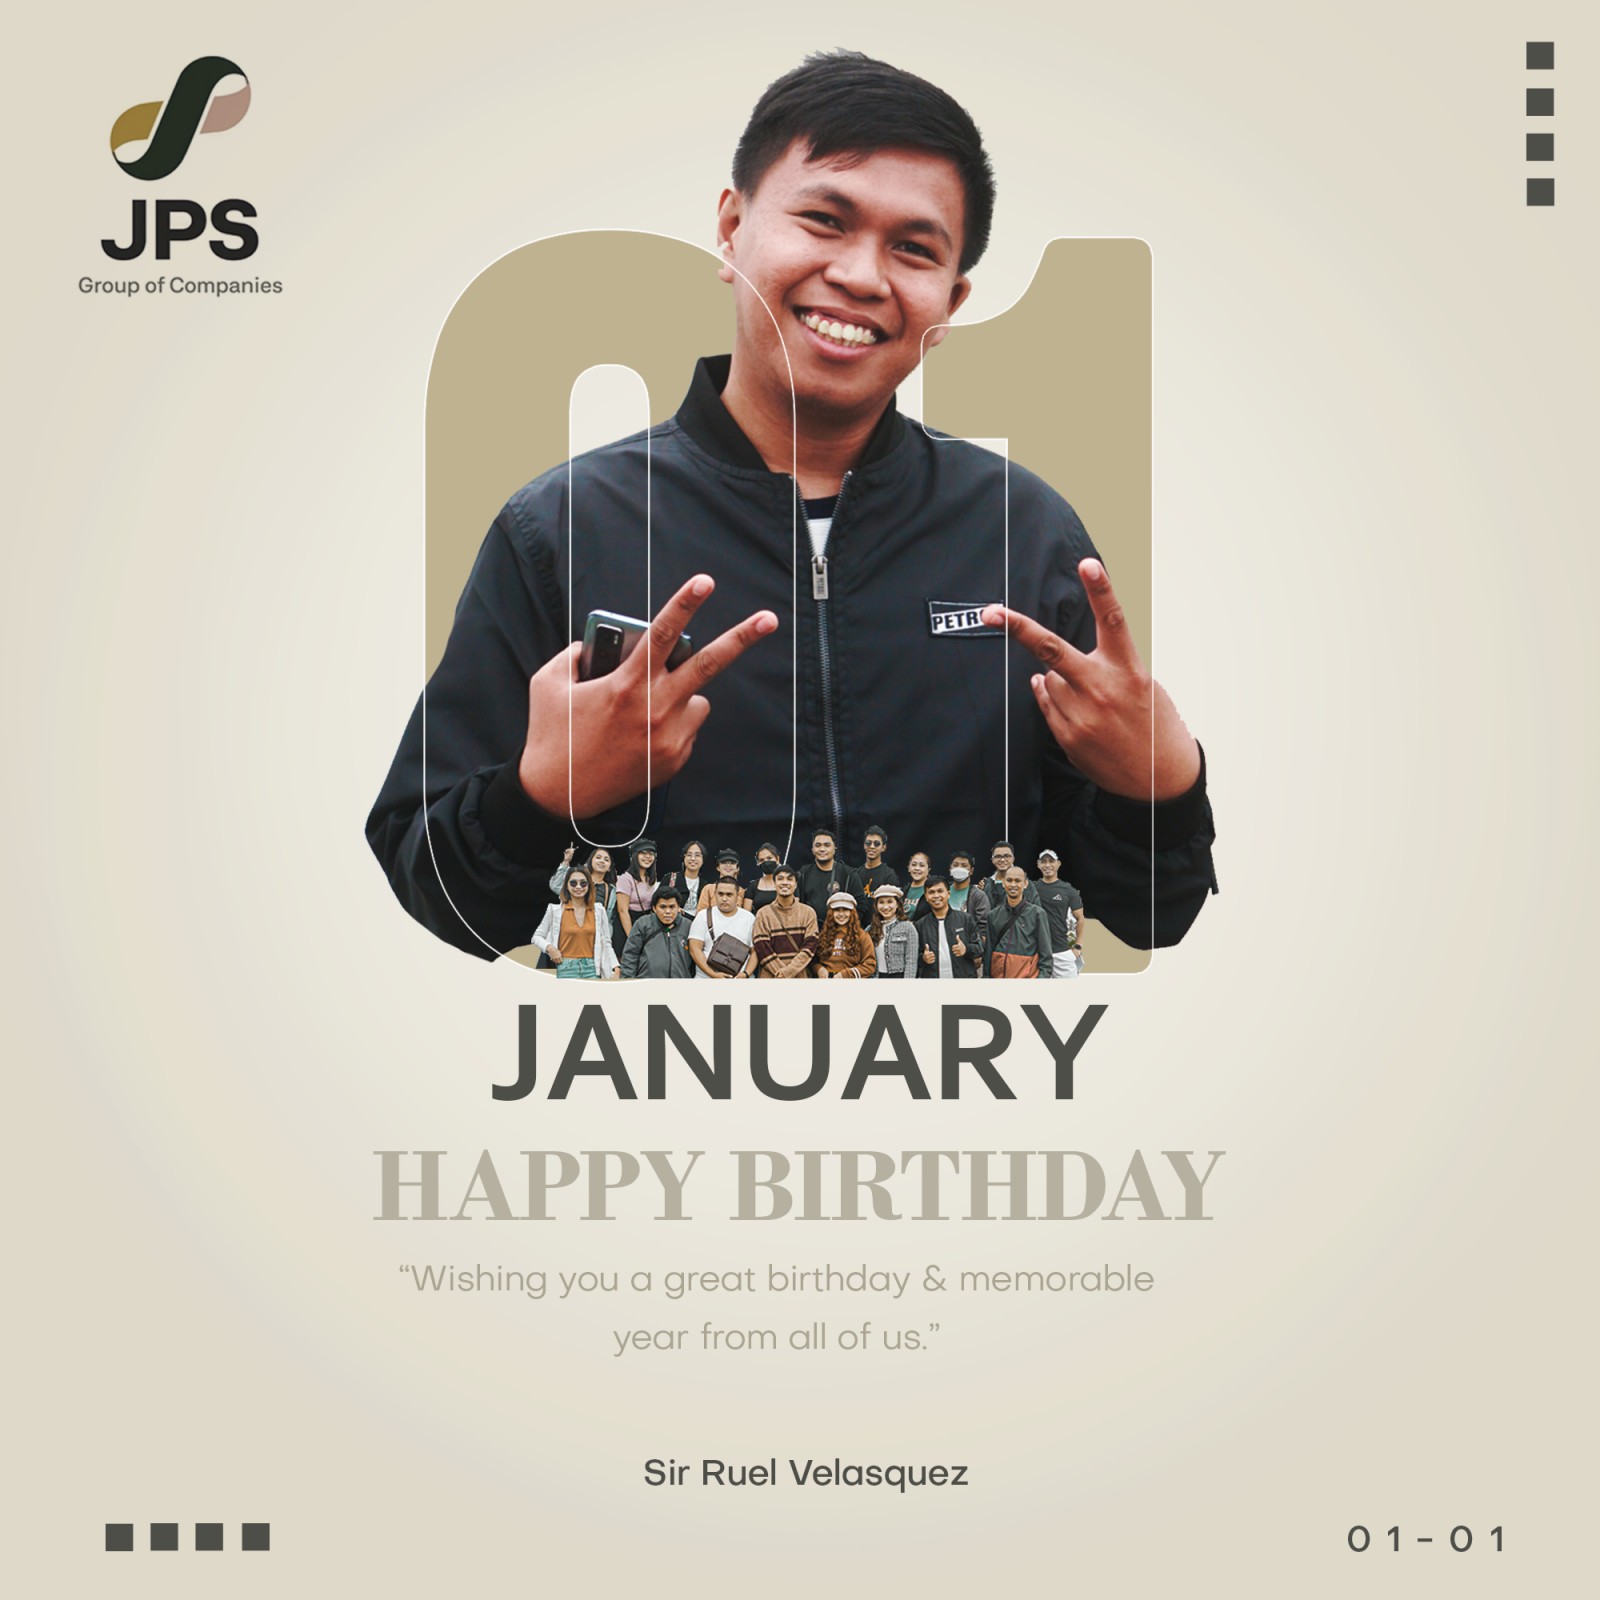 JPS
Group of Companies
01
PETRO
JANUARY
HAPPY BIRTHDAY
“Wishing you a great birthday & memorable
year from all of us.”
Sir Ruel Velasquez
01-01